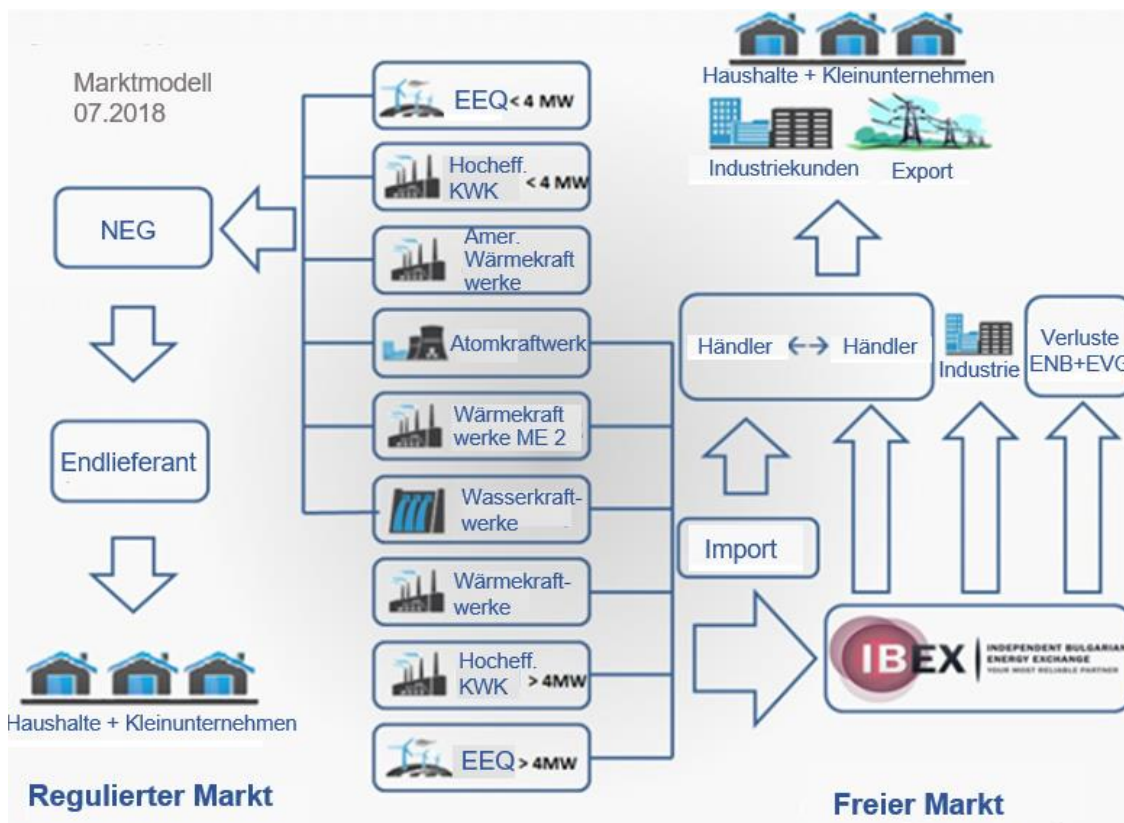 Marktmodell
07.2018
NEG
Endlieferant
Haushalte + Kleinunternehmen
Regulierter Markt
EEQ < 4 MW
Hocheff.
KWK < 4 MW
Amer.
Wärmekraft
werke
Atomkraftwerk
Wärmekraft
werke ME 2
Wasserkraft-
werke
Wärmekraft-
werke
Hocheff.
KWK > 4MW
EEQ > 4MW
Haushalte + Kleinunternehmen
Industriekunden
Export
Händler ↔ Händler
Industrie
Verluste
ENB+EVG
Import
IBEX
INDEPENDENT BULGARIAN
ENERGY EXCHANGE
YOUR MOST RELIABLE PARTNER
Freier Markt